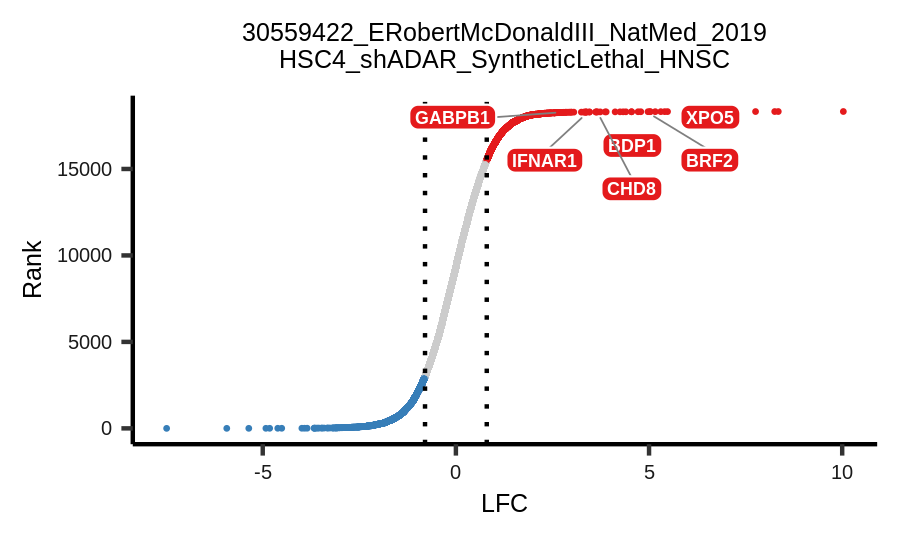 30559422_ERobertMcDonaldIII_NatMed_2019
HSC4_shADAR_SyntheticLethal_HNSC
GABPB1
XPO5
BDP1
IFNAR1
BRF2
CHD8
15000
10000
5000
0
Rank
-5
0
5
10
LFC